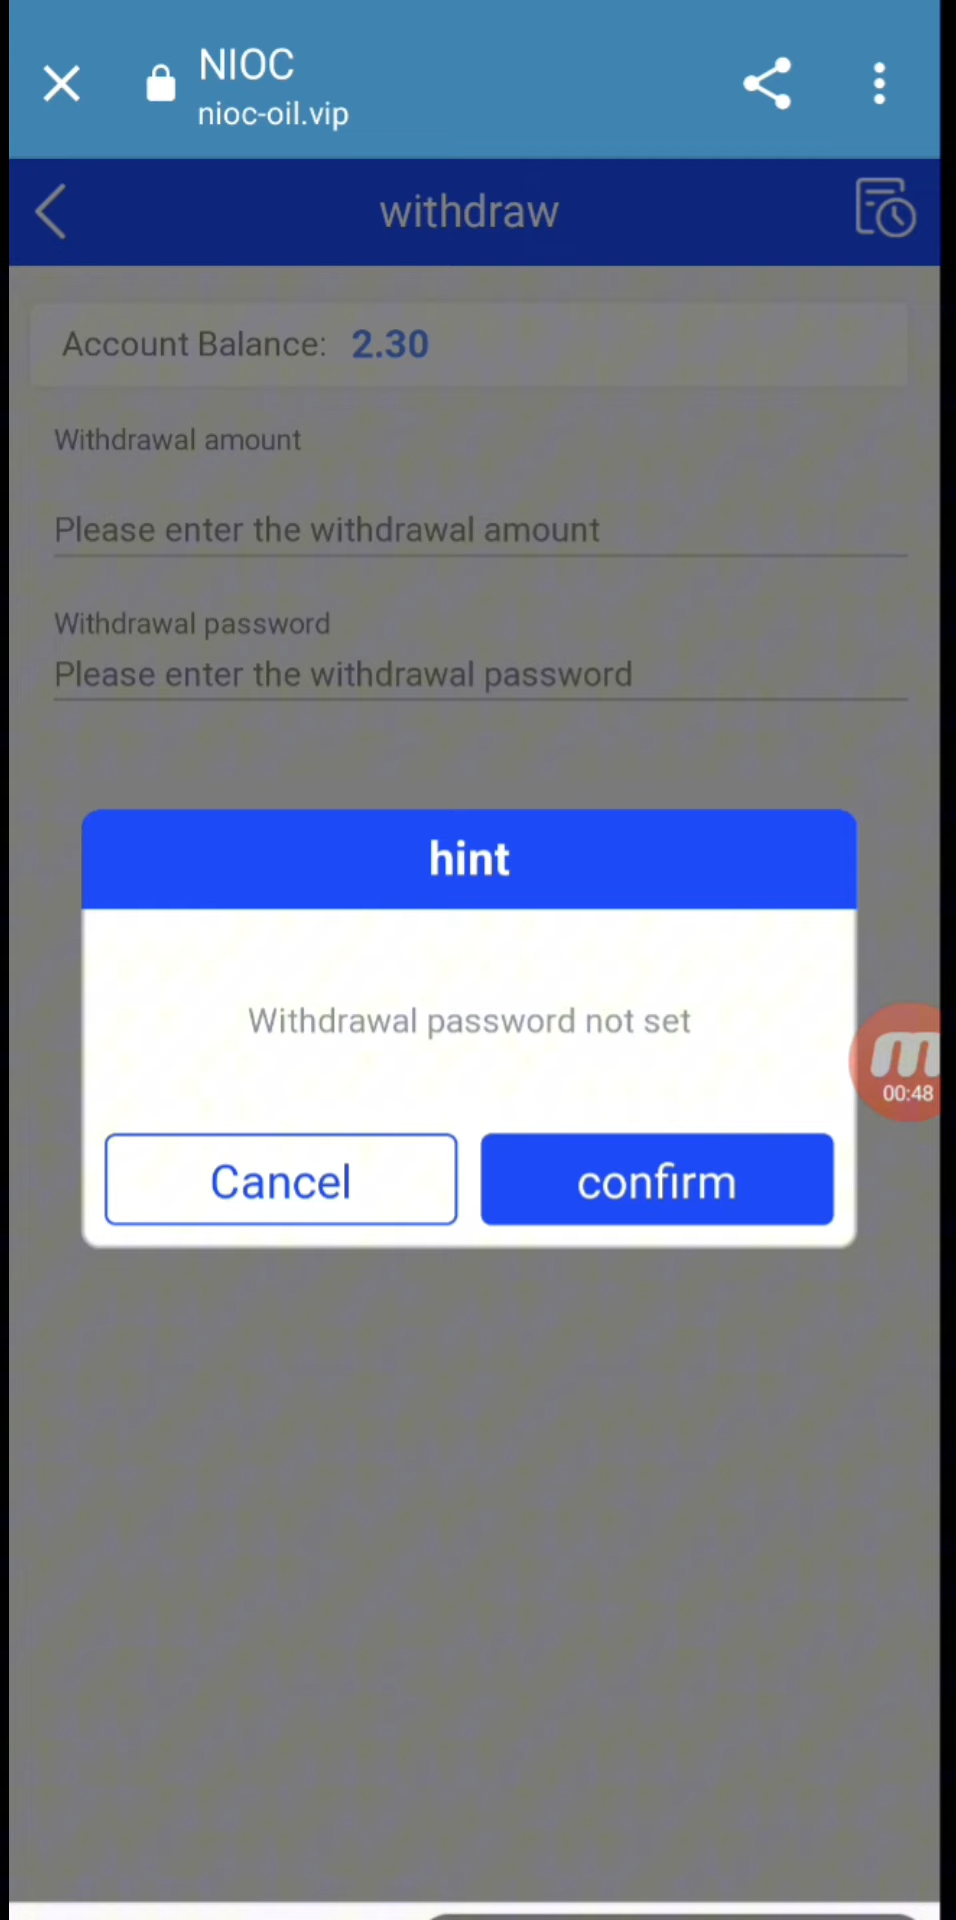 NIOC
nioc-oil.vip
withdraw
Account Balance: 2.30
Withdrawal amount
Please enter the withdrawal amount
Withdrawal password
Please enter the withdrawal password
hint
Withdrawal password not set
m
00:48
Cancel
confirm